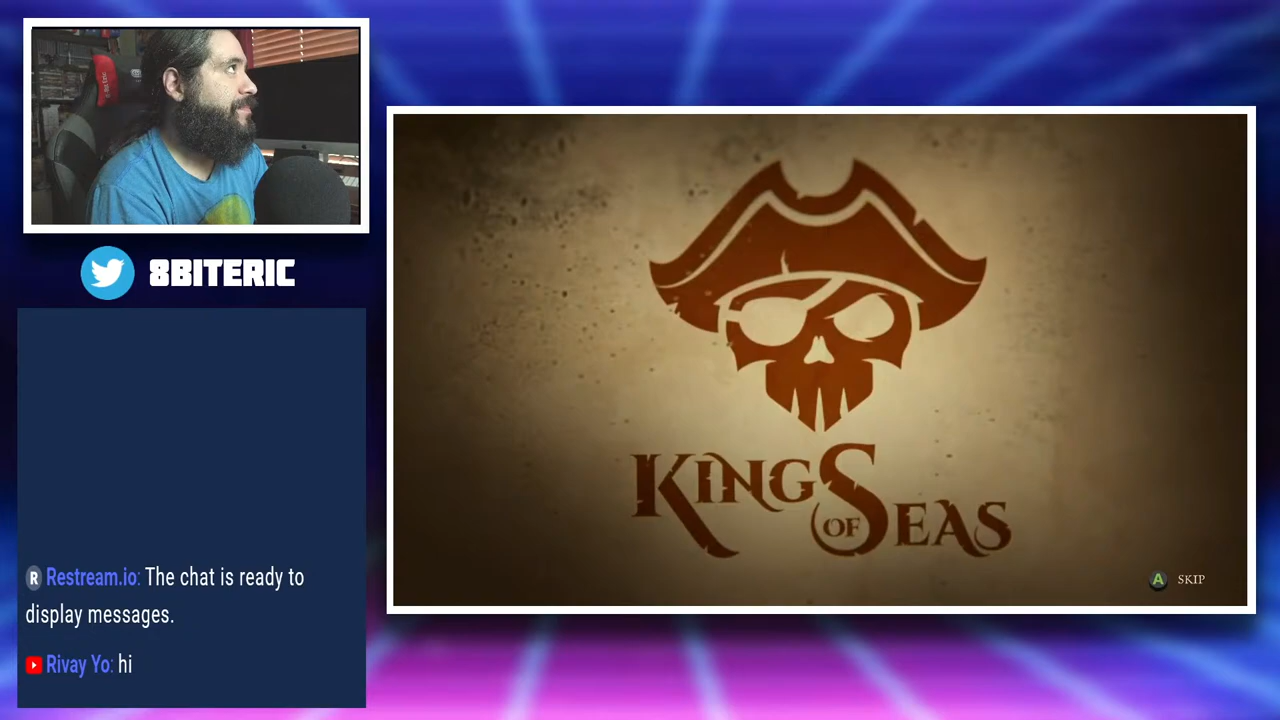 8BITERIC
Restream.io: The chat is ready to
display messages.
Rivay Yo: hi
KING OF SEAS
A SKIP